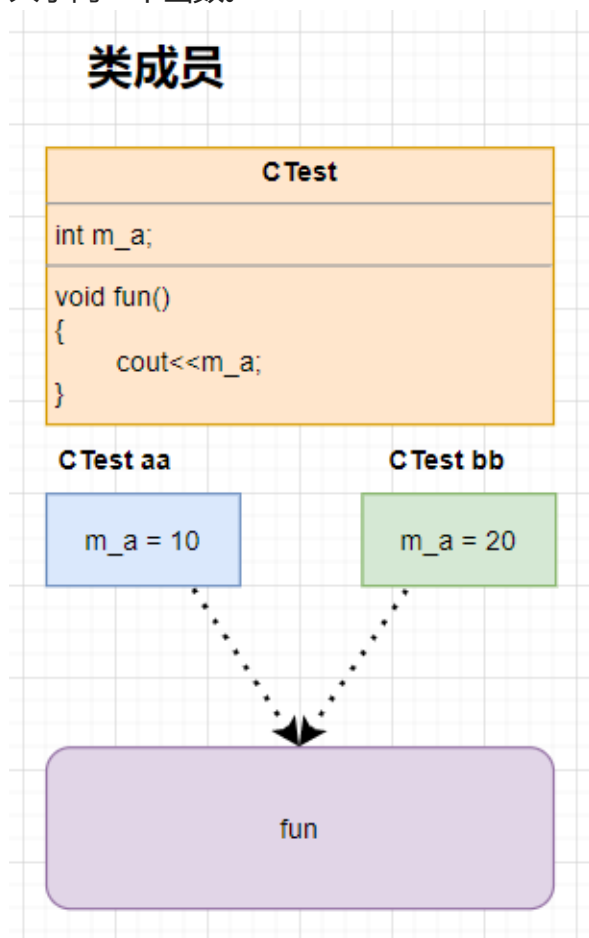 类成员
CTest
int m_a;
void fun()
{
cout<<m_a;
}
CTest aa
CTest bb
m_a = 10
m_a = 20
fun